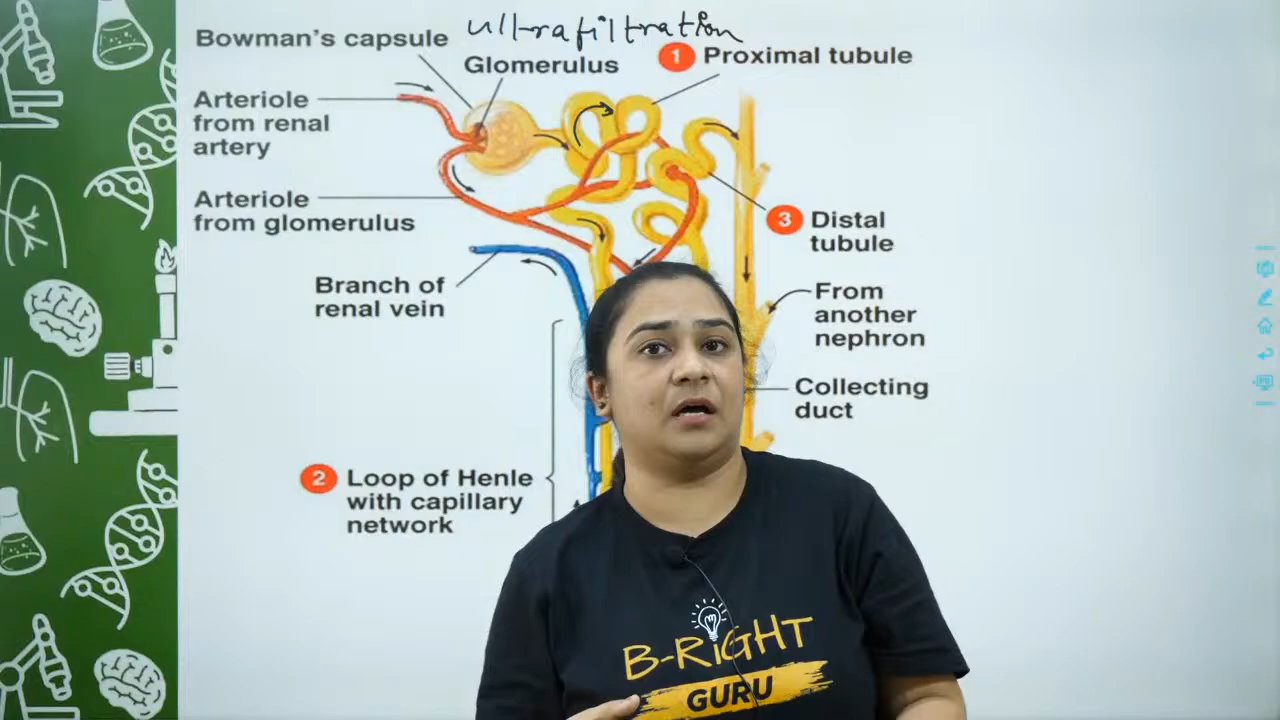 ultrafiltration
Bowman's capsule
Glomerulus
1 Proximal tubule
Arteriole
from renal
artery
Arteriole
from glomerulus
3 Distal
tubule
Branch of
renal vein
From
another
nephron
Collecting
duct
2 Loop of Henle
with capillary
network
B-RiGHT
GURU